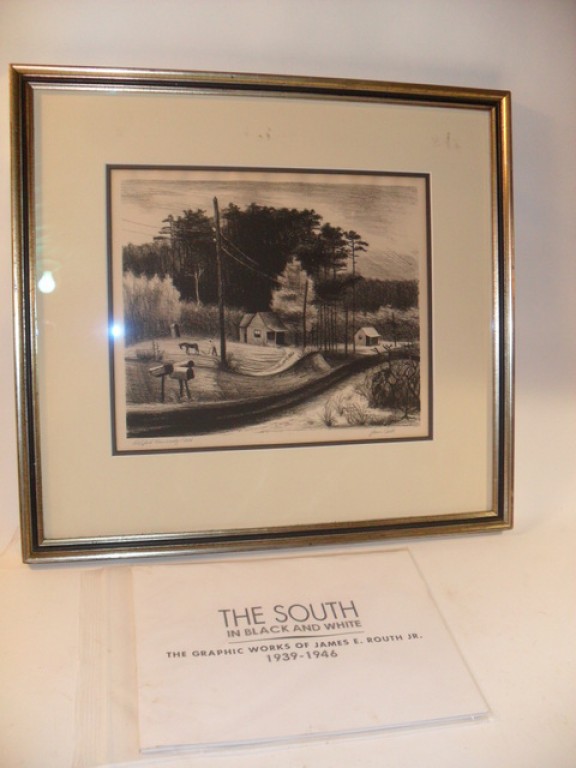 THE SOUTH
IN BLACK AND WHITE
THE GRAPHIC WORKS OF JAMES E. ROUTH JR.
1939-1946